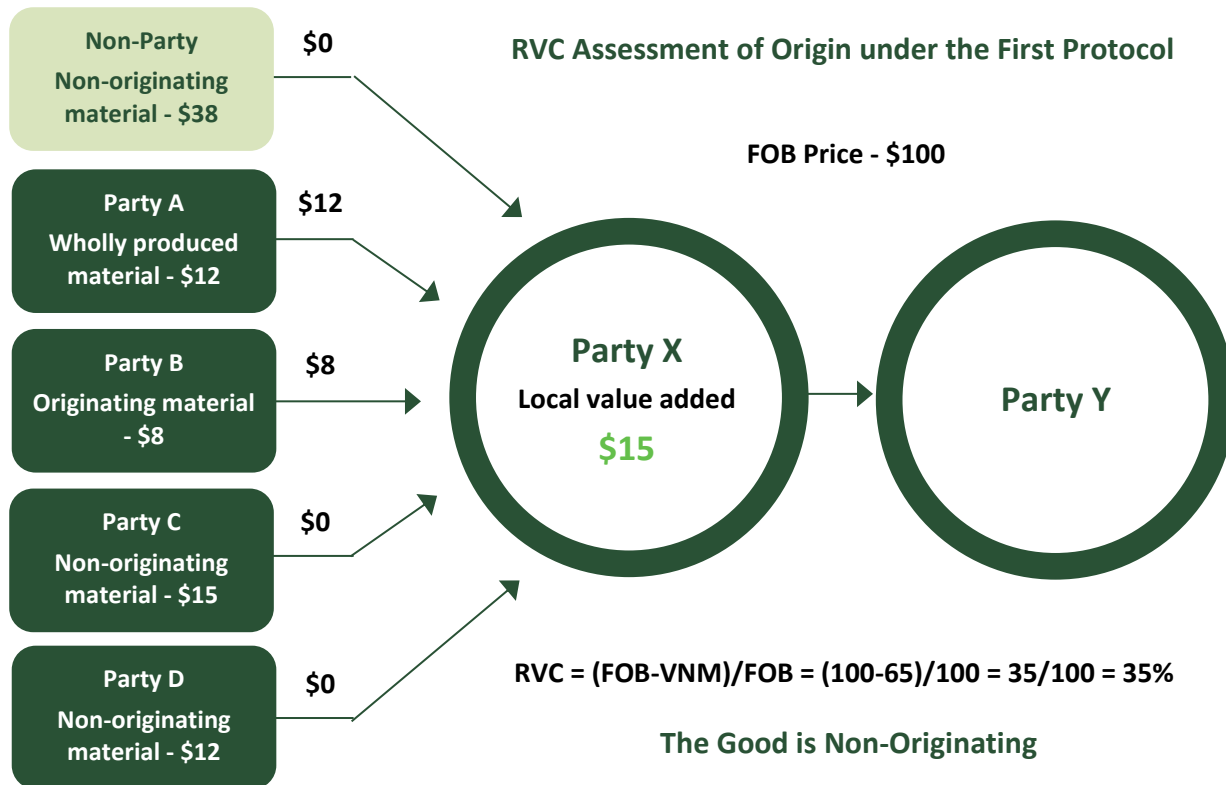 Non-Party
Non-originating
material - $38
$0
RVC Assessment of Origin under the First Protocol
FOB Price - $100
Party A
Wholly produced
material - $12
$12
Party B
Originating material
- $8
$8
Party X
Local value added
$15
Party Y
Party C
Non-originating
material - $15
$0
Party D
Non-originating
material - $12
$0
RVC = (FOB-VNM)/FOB = (100-65)/100 = 35/100 = 35%
The Good is Non-Originating